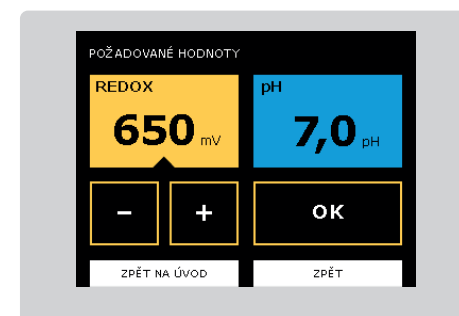 POŽADOVANÉ HODNOTY
REDOX
650 mV
pH
7,0 pH
- + OK
ZPĚT NA ÚVOD ZPĚT